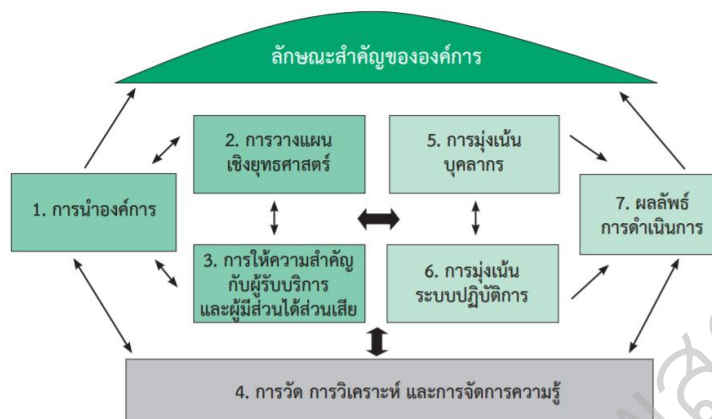 ลักษณะสำคัญขององค์การ
2. การวางแผน
เชิงยุทธศาสตร์
5. การมุ่งเน้น
บุคลากร
1. การนำองค์การ
7. ผลลัพธ์
การดำเนินการ
3. การให้ความสำคัญ
กับผู้รับบริการ
และผู้มีส่วนได้ส่วนเสีย
6. การมุ่งเน้น
ระบบปฏิบัติการ
4. การวัด การวิเคราะห์ และการจัดการความรู้